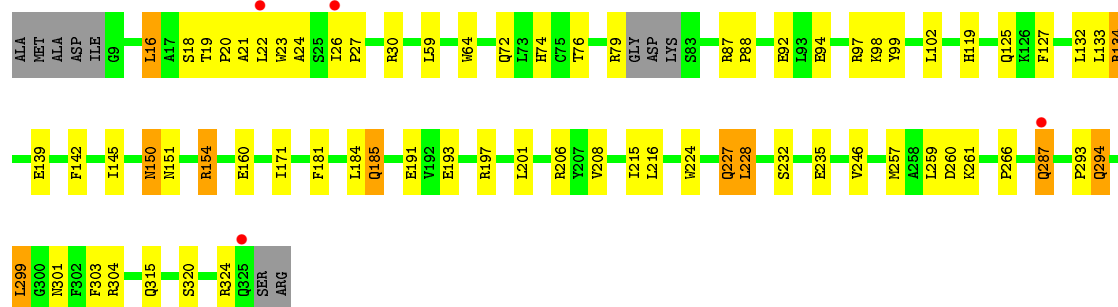 ALA MET ALA ASP ILE G9 L16 A17 S18 T19 P20 A21 L22 W23 A24 S25 I26 P27 R30 L59 W64 Q72 L73 H74 C75 T76 R79 GLY ASP LYS S83 R87 P88 E92 L93 E94 R97 K98 Y99 L102 H119 Q125 K126 F127 L132 L133 R134
E139 F142 I145 N150 N151 R154 E160 I171 F181 L184 Q185 E191 V192 E193 R197 L201 R206 Y207 V208 I215 L216 W224 Q227 L228 S232 E235 V246 M257 A258 L259 D260 K261 P266 Q287 P293 Q294
L299 G300 N301 F302 F303 R304 Q315 S320 R324 Q325 SER ARG